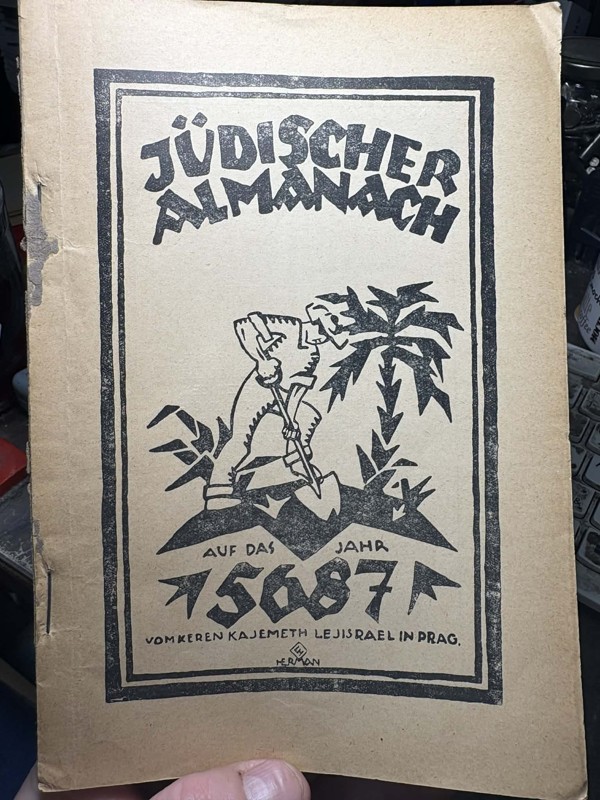 JÜDISCHER
ALMANACH
AUF DAS JAHR
5687
VOM KEREN KAJEMETH LEJISRAEL IN PRAG.
HERMAN